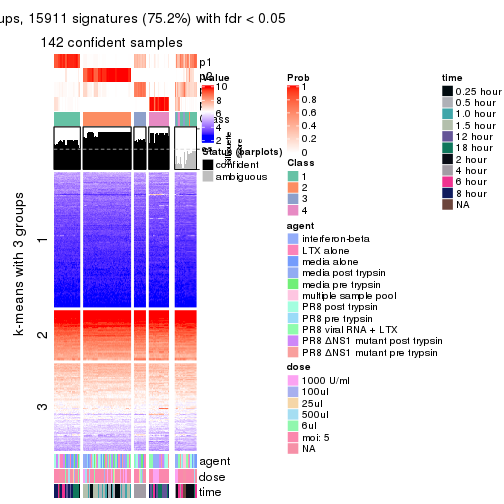 ups, 15911 signatures (75.2%) with fdr < 0.05
142 confident samples
p1
Class
k-means with 3 groups
1
2
3
agent
dose
time
value
10
8
6
4
2
Status (barplots)
confident
ambiguous
Silhouette
score
Prob
1
0.8
0.6
0.4
0.2
0
Class
1
2
3
4
agent
interferon-beta
LTX alone
media alone
media post trypsin
media pre trypsin
multiple sample pool
PR8 post trypsin
PR8 pre trypsin
PR8 viral RNA + LTX
PR8 ΔNS1 mutant post trypsin
PR8 ΔNS1 mutant pre trypsin
dose
1000 U/ml
100ul
25ul
500ul
6ul
moi: 5
NA
time
0.25 hour
0.5 hour
1.0 hour
1.5 hour
12 hour
18 hour
2 hour
4 hour
6 hour
8 hour
NA